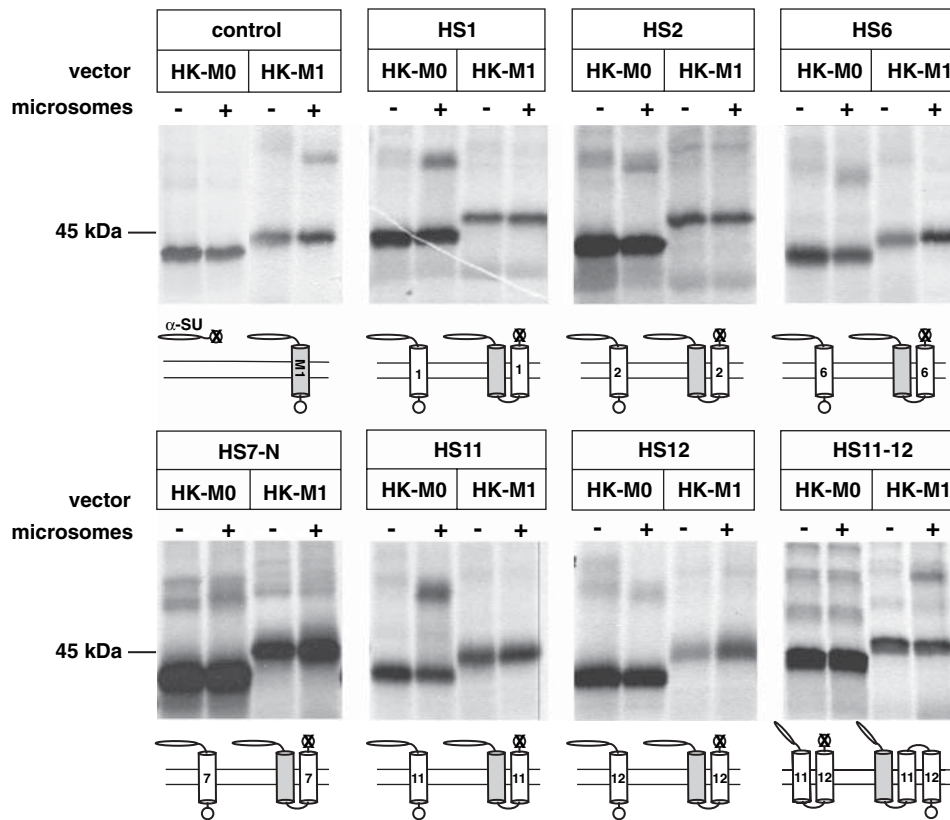 control HS1 HS2 HS6
vector HK-M0 HK-M1 HK-M0 HK-M1 HK-M0 HK-M1 HK-M0 HK-M1
microsomes - + - + - + - + - + - + - + - +
45 kDa
α-SU
M1 1 1 2 2 6 6
HS7-N HS11 HS12 HS11-12
vector HK-M0 HK-M1 HK-M0 HK-M1 HK-M0 HK-M1 HK-M0 HK-M1
microsomes - + - + - + - + - + - + - + - +
45 kDa
7 7 11 11 12 12 11 12 11 12